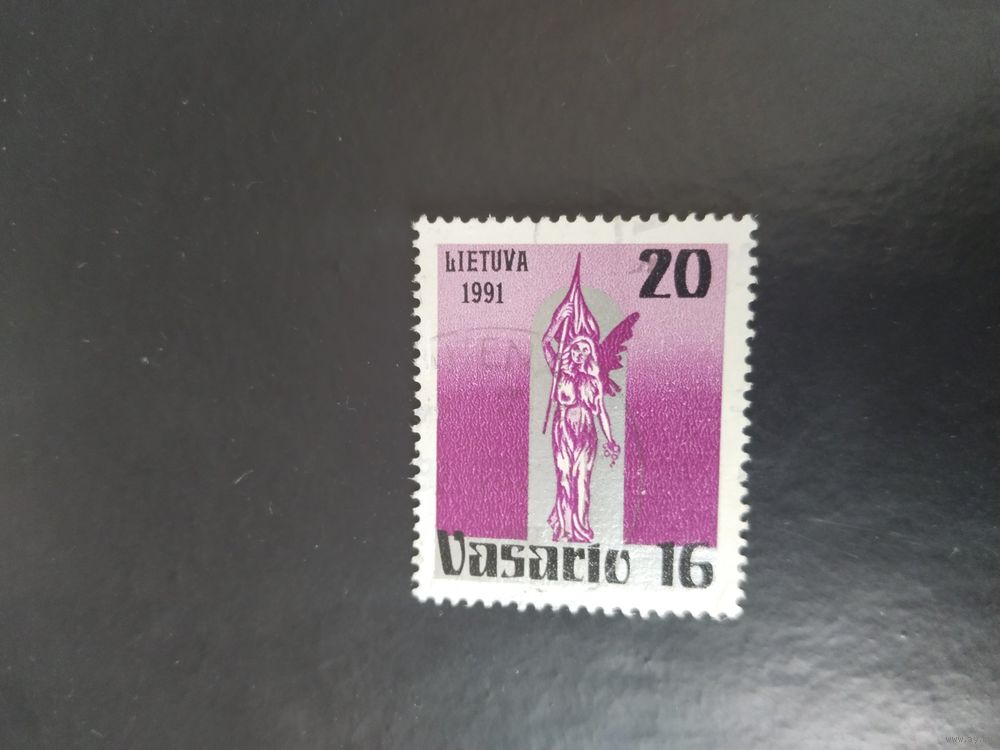 LIETUVA
1991
20
Vasario 16